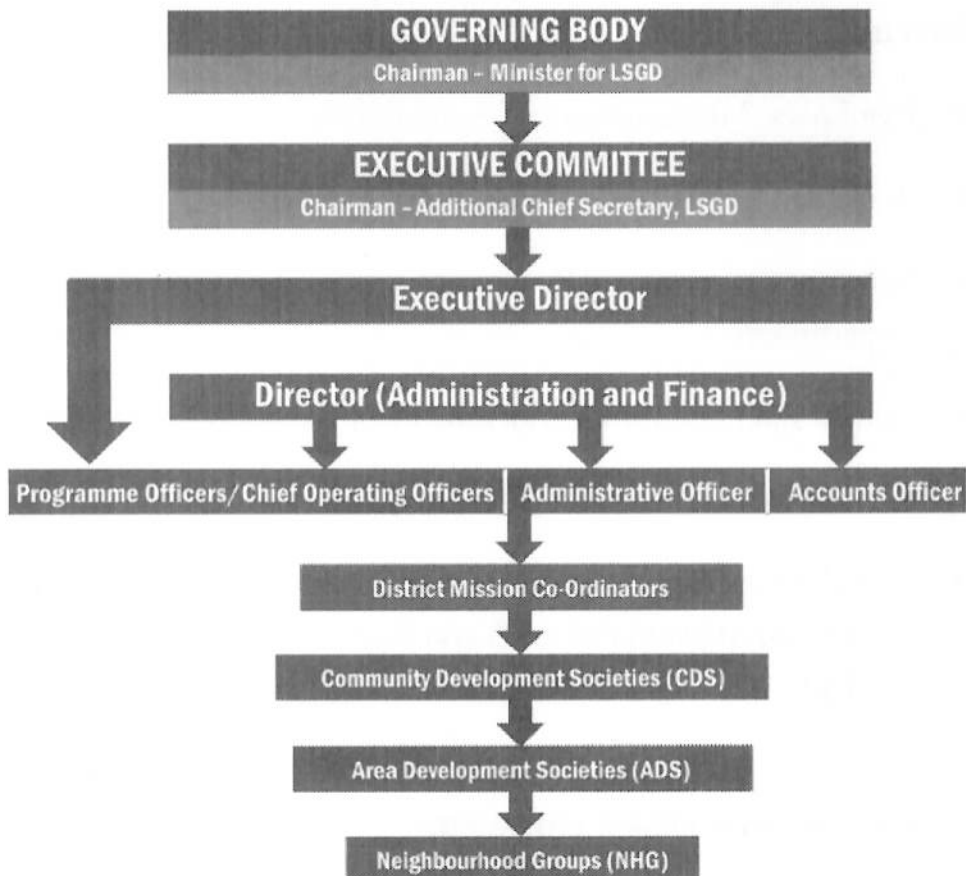 GOVERNING BODY
Chairman – Minister for LSGD
EXECUTIVE COMMITTEE
Chairman – Additional Chief Secretary, LSGD
Executive Director
Director (Administration and Finance)
Programme Officers/Chief Operating Officers
Administrative Officer
Accounts Officer
District Mission Co-Ordinators
Community Development Societies (CDS)
Area Development Societies (ADS)
Neighbourhood Groups (NHG)